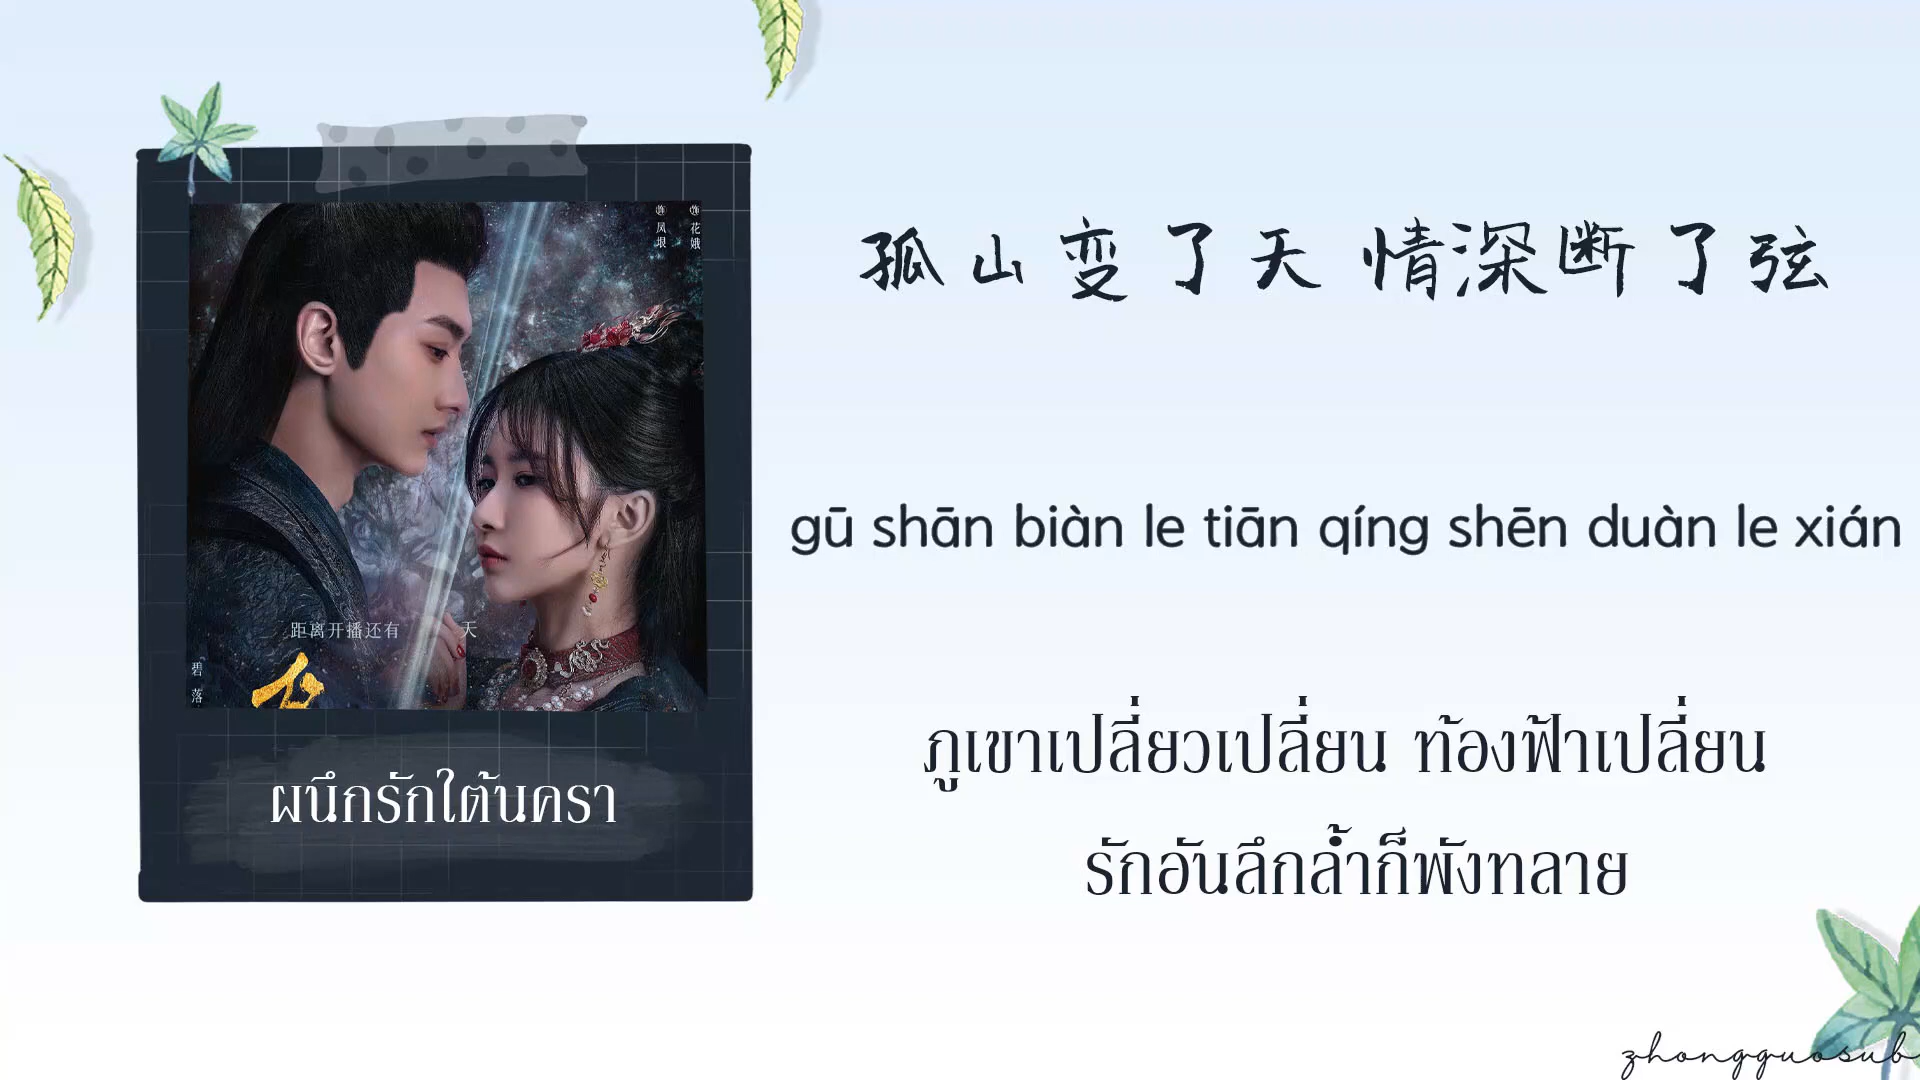 饰 凤垠
饰 花娥
距离开播还有 天
碧落
ผนึกรักใต้นครา
孤山变了天 情深断了弦
gū shān biàn le tiān qíng shēn duàn le xián
ภูเขาเปลี่ยวเปลี่ยน ท้องฟ้าเปลี่ยน
รักอันลึกล้ำก็พังทลาย
zhongguosub